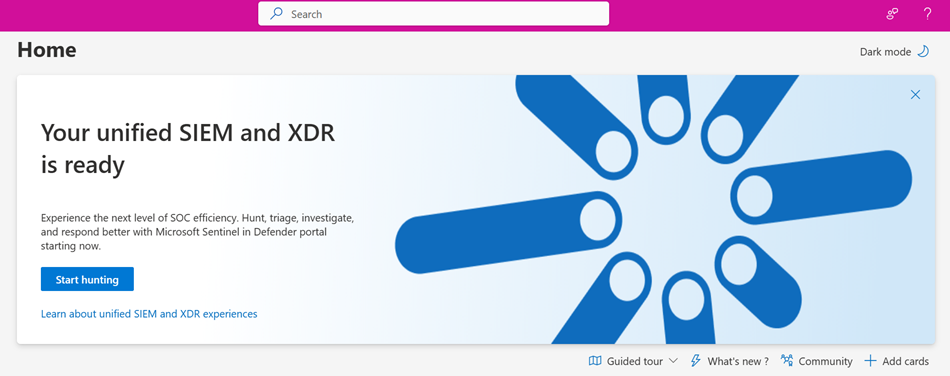 Search
?
Home
Dark mode
Your unified SIEM and XDR
is ready
Experience the next level of SOC efficiency. Hunt, triage, investigate,
and respond better with Microsoft Sentinel in Defender portal
starting now.
Start hunting
Learn about unified SIEM and XDR experiences
Guided tour What's new ? Community Add cards